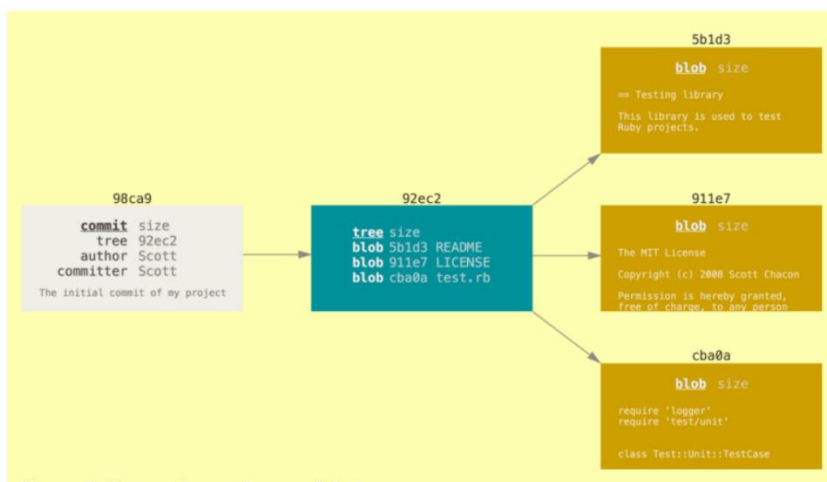 98ca9
commit size
tree 92ec2
author Scott
committer Scott
The initial commit of my project
92ec2
tree size
blob 5b1d3 README
blob 911e7 LICENSE
blob cba0a test.rb
5b1d3
blob size
== Testing library
This library is used to test
Ruby projects.
911e7
blob size
The MIT License
Copyright (c) 2008 Scott Chacon
Permission is hereby granted,
free of charge, to any person
cba0a
blob size
require 'logger'
require 'test/unit'
class Test::Unit::TestCase